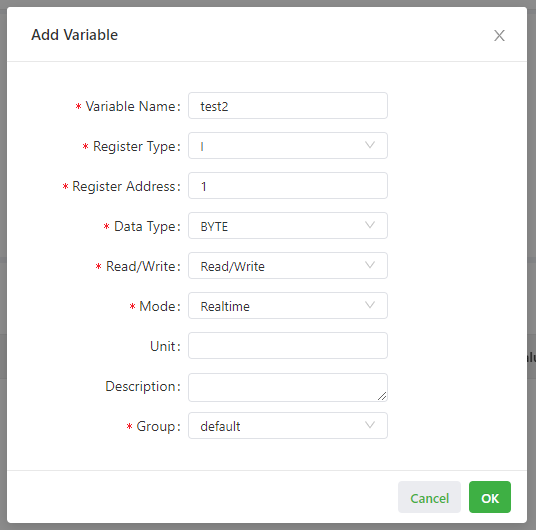 Add Variable
* Variable Name: test2
* Register Type: I
* Register Address: 1
* Data Type: BYTE
* Read/Write: Read/Write
* Mode: Realtime
Unit:
Description:
* Group: default
Cancel OK